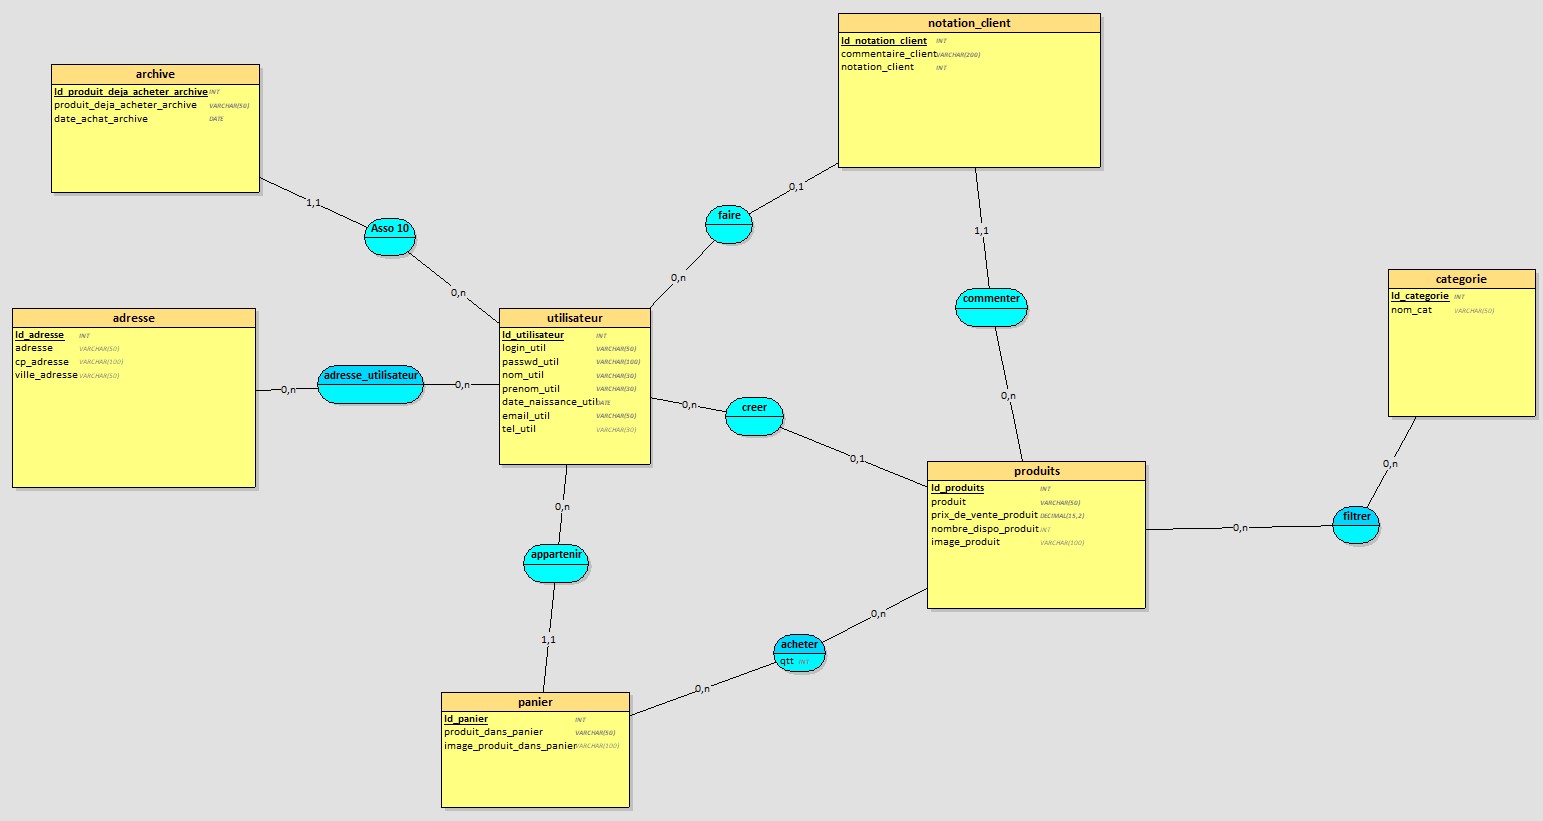 notation_client
Id_notation_client INT
commentaire_client VARCHAR(200)
notation_client INT
archive
Id_produit_deja_acheter_archive INT
produit_deja_acheter_archive VARCHAR(50)
date_achat_archive DATE
0,1
1,1
faire
Asso 10
1,1
0,n
0,n
commenter
categorie
Id_categorie INT
nom_cat VARCHAR(50)
adresse
Id_adresse INT
adresse VARCHAR(50)
cp_adresse VARCHAR(100)
ville_adresse VARCHAR(50)
0,n
adresse_utilisateur
0,n
utilisateur
Id_utilisateur INT
login_util VARCHAR(50)
passwd_util VARCHAR(100)
nom_util VARCHAR(50)
prenom_util VARCHAR(50)
date_naissance_util DATE
email_util VARCHAR(50)
tel_util VARCHAR(50)
0,n
creer
0,n
0,1
0,n
produits
Id_produits INT
produit VARCHAR(50)
prix_de_vente_produit DECIMAL(15,2)
nombre_dispo_produit INT
image_produit VARCHAR(100)
0,n
filtrer
0,n
appartenir
0,n
acheter
qtt INT
1,1
0,n
panier
Id_panier INT
produit_dans_panier VARCHAR(50)
image_produit_dans_panier VARCHAR(100)